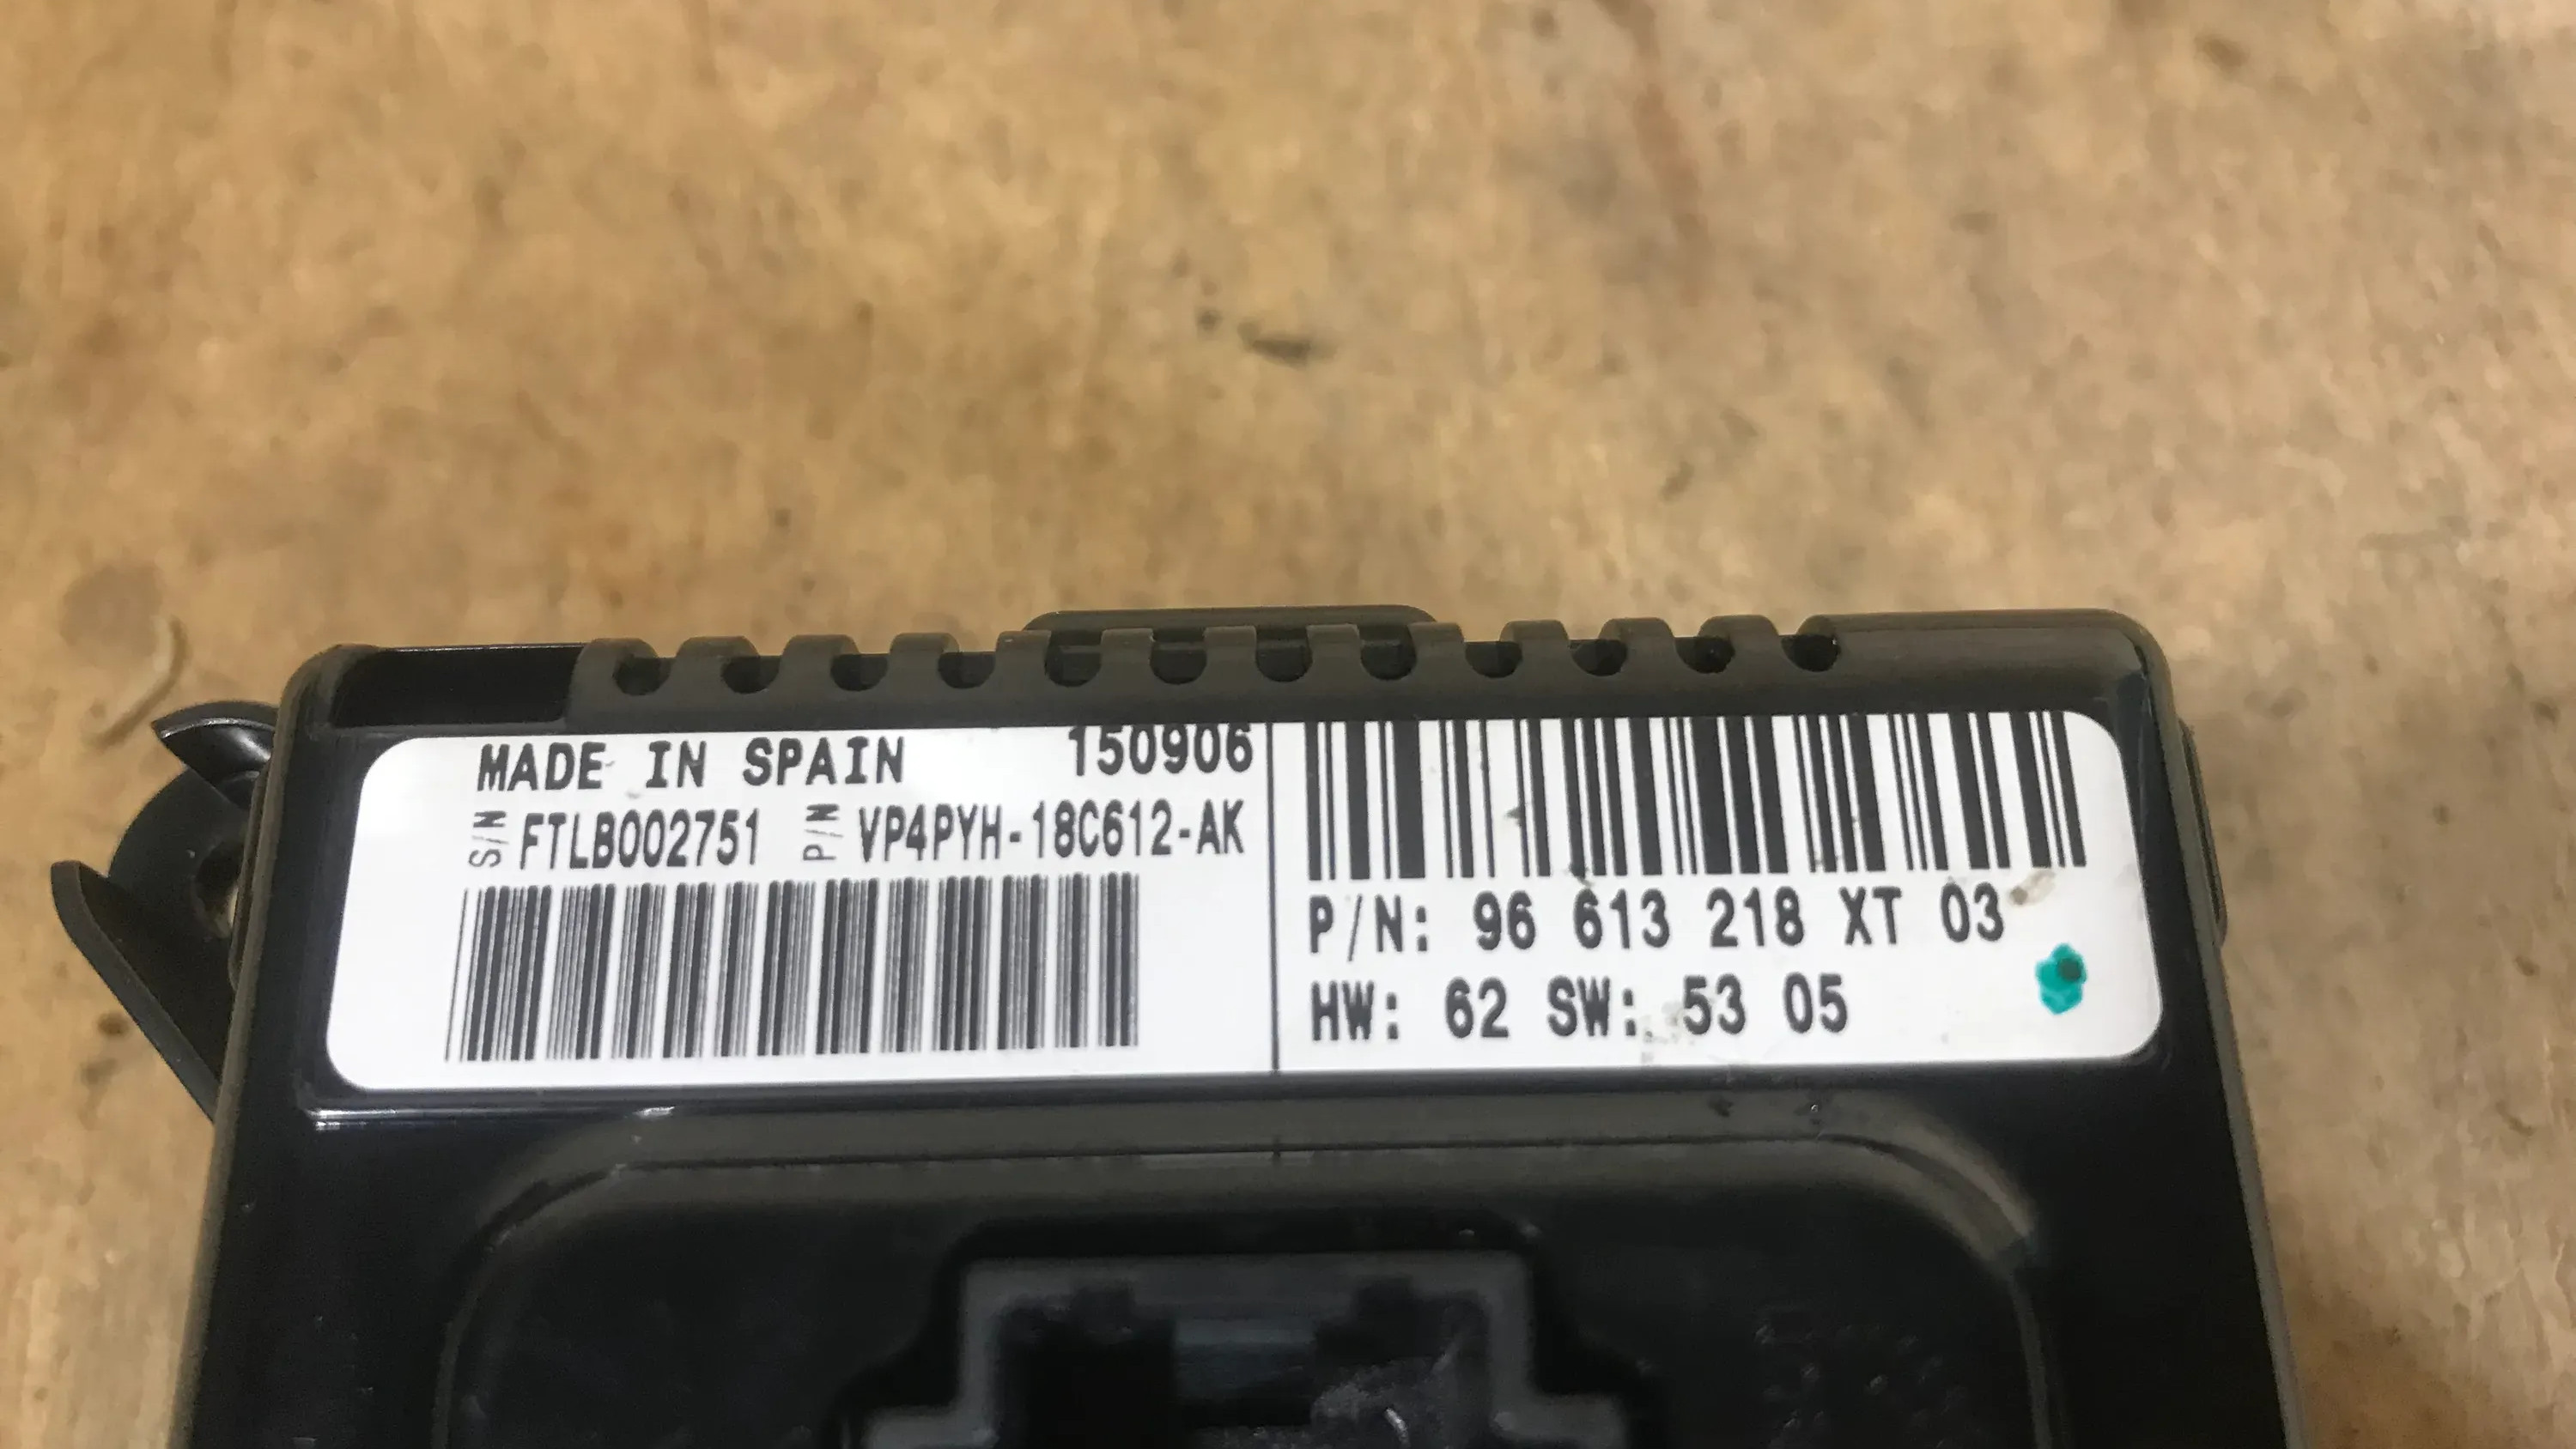 MADE IN SPAIN 150906
S/N FTLB002751 P/N VP4PYH-18C612-AK
P/N: 96 613 218 XT 03
HW: 62 SW: 53 05